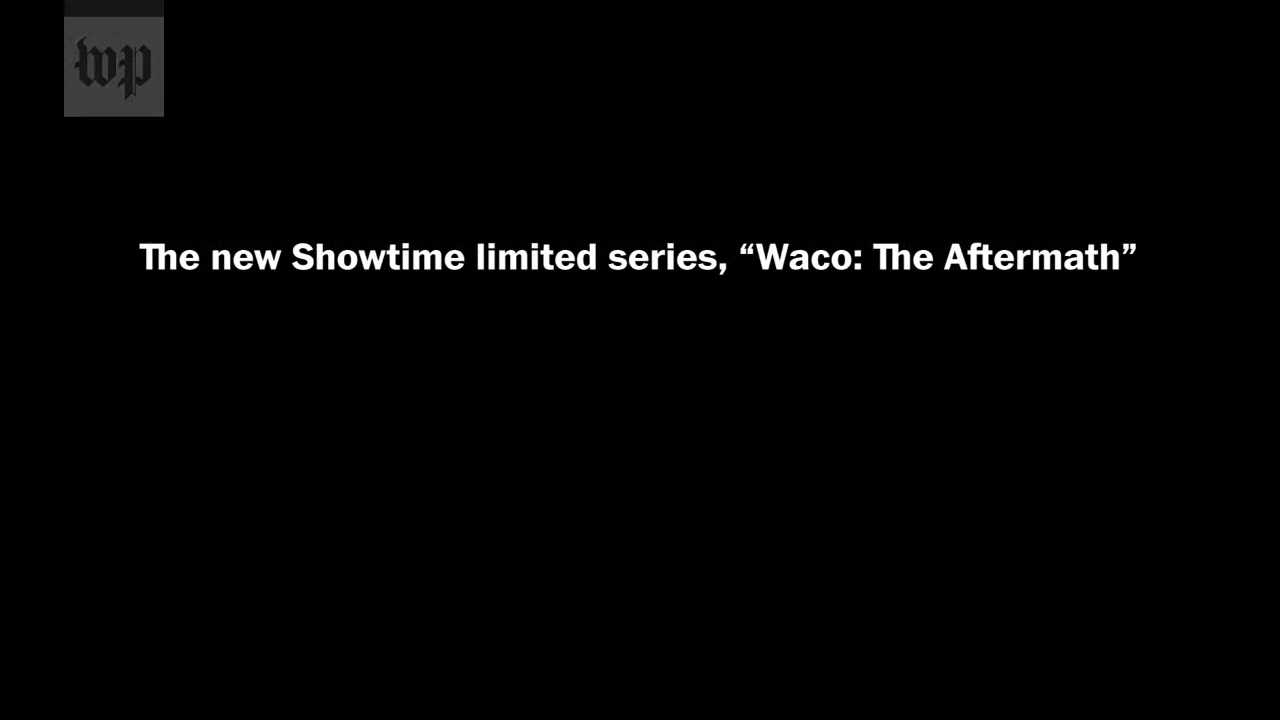 wp
The new Showtime limited series, “Waco: The Aftermath”